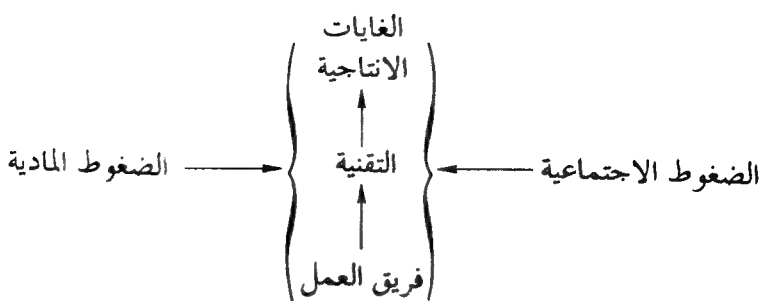 الغايات
الانتاجية
الضغوط الاجتماعية التقنية الضغوط المادية
فريق العمل